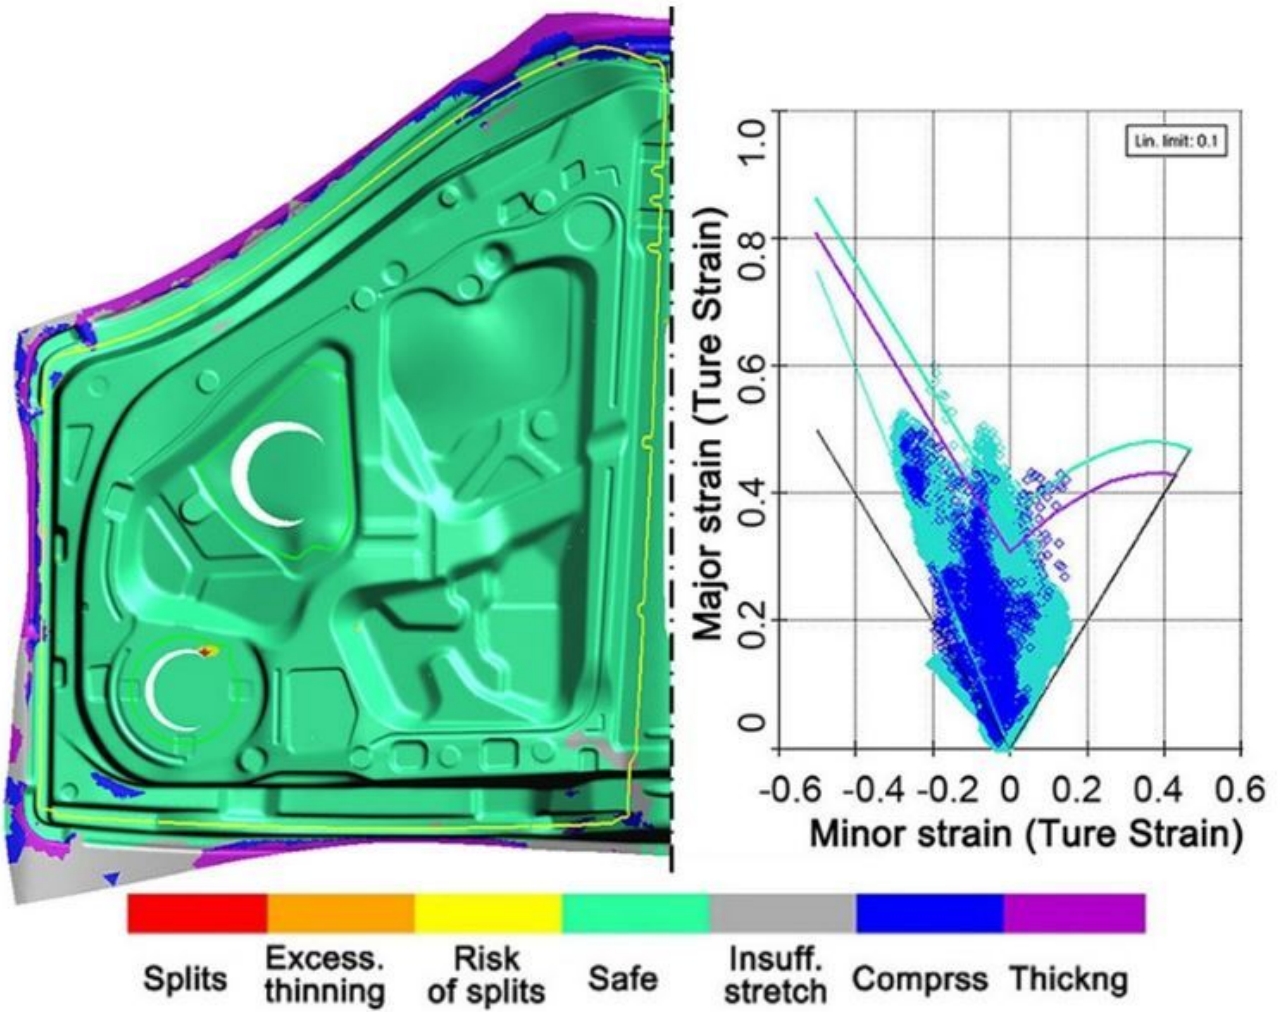 Lin. limit: 0.1
Major strain (Ture Strain)
1.0
0.8
0.6
0.4
0.2
0
-0.6 -0.4 -0.2 0 0.2 0.4 0.6
Minor strain (Ture Strain)
Splits
Excess.
thinning
Risk
of splits
Safe
Insuff.
stretch
Comprss
Thickng